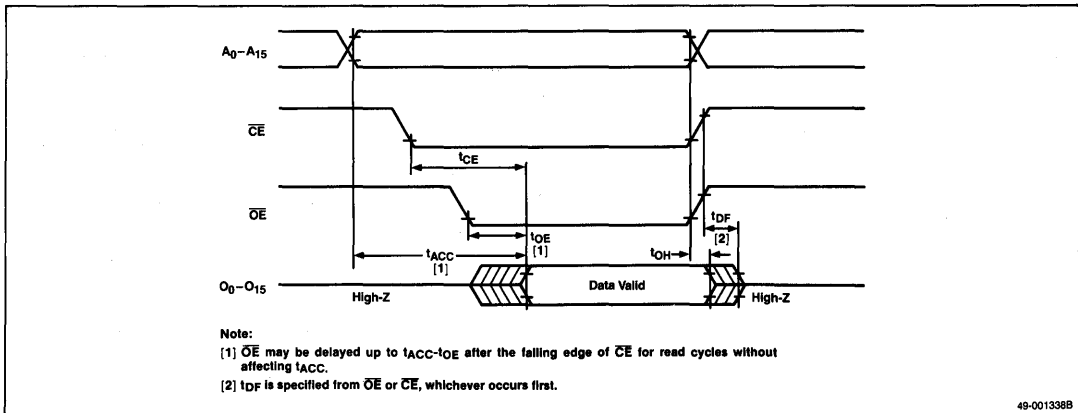 A0–A15
CE
tCE
OE
tOE
[1]
tDF
[2]
tACC
[1]
tOH
O0–O15
High-Z
Data Valid
High-Z
Note:
[1] OE may be delayed up to tACC-tOE after the falling edge of CE for read cycles without
affecting tACC.
[2] tDF is specified from OE or CE, whichever occurs first.
49-001338B